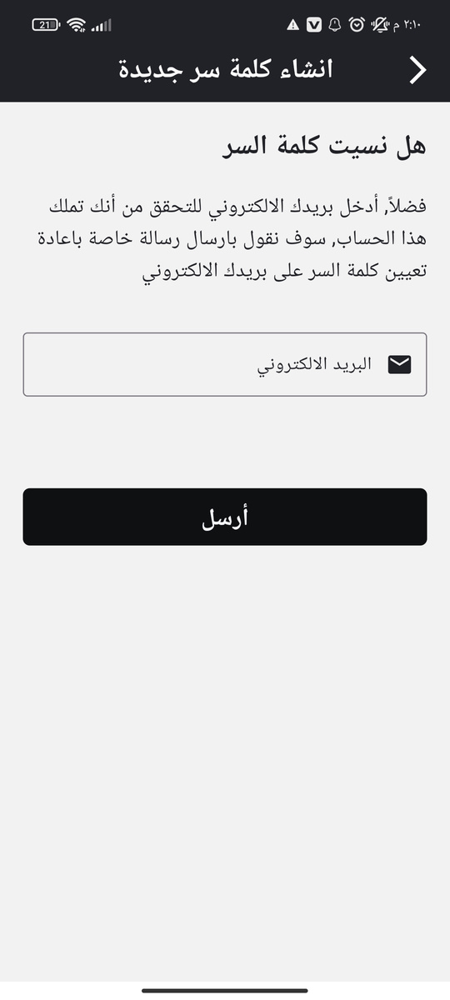 ٢:١٠ م
21
انشاء كلمة سر جديدة
هل نسيت كلمة السر
فضلاً, أدخل بريدك الالكتروني للتحقق من أنك تملك
هذا الحساب, سوف نقول بارسال رسالة خاصة باعادة
تعيين كلمة السر على بريدك الالكتروني
البريد الالكتروني
أرسل